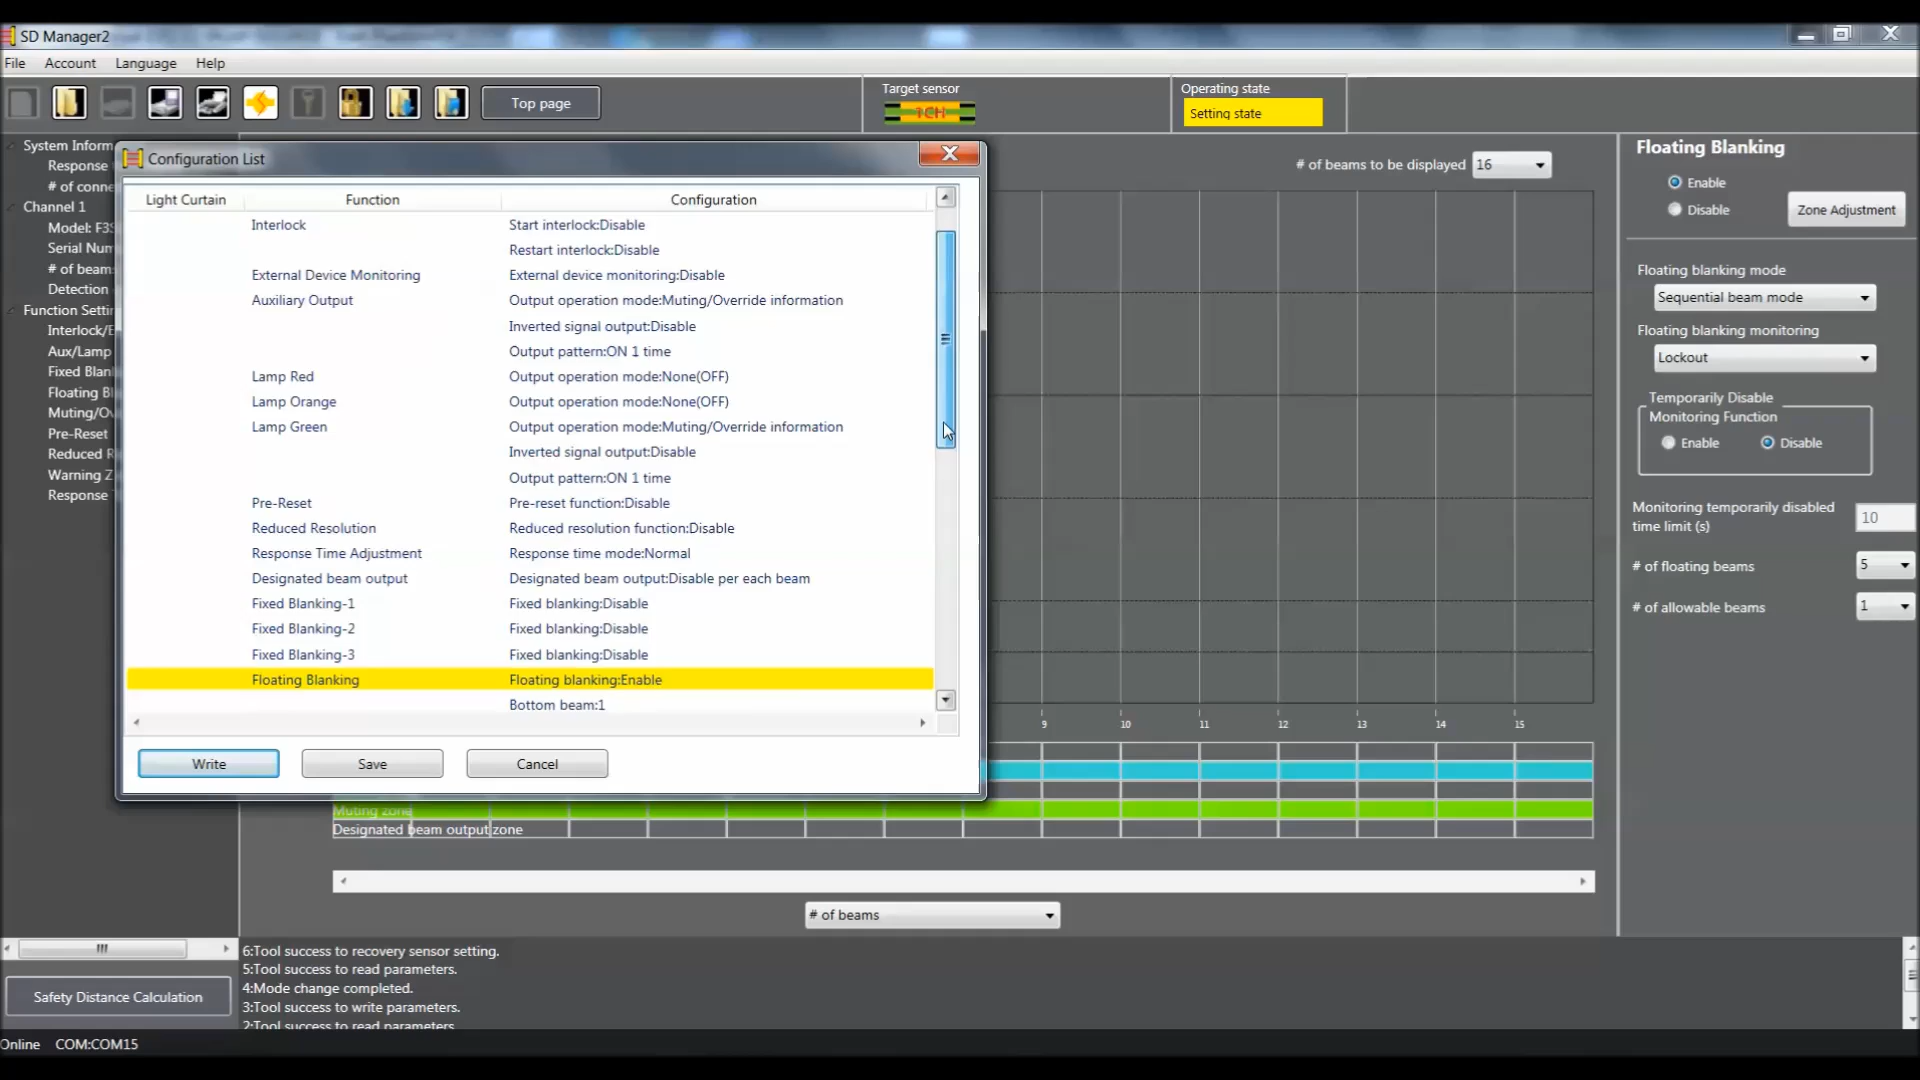 SD Manager2
File Account Language Help
Top page
Target sensor
1CH
Operating state
Setting state
System Inform
Response
# of conne
Channel 1
Model: F3S
Serial Num
# of beam
Detection
Function Setti
Interlock/E
Aux/Lamp
Fixed Blan
Floating Bl
Muting/Ov
Pre-Reset
Reduced R
Warning Z
Response
Configuration List
Light Curtain Function Configuration
Interlock Start interlock:Disable
Restart interlock:Disable
External Device Monitoring External device monitoring:Disable
Auxiliary Output Output operation mode:Muting/Override information
Inverted signal output:Disable
Output pattern:ON 1 time
Lamp Red Output operation mode:None(OFF)
Lamp Orange Output operation mode:None(OFF)
Lamp Green Output operation mode:Muting/Override information
Inverted signal output:Disable
Output pattern:ON 1 time
Pre-Reset Pre-reset function:Disable
Reduced Resolution Reduced resolution function:Disable
Response Time Adjustment Response time mode:Normal
Designated beam output Designated beam output:Disable per each beam
Fixed Blanking-1 Fixed blanking:Disable
Fixed Blanking-2 Fixed blanking:Disable
Fixed Blanking-3 Fixed blanking:Disable
Floating Blanking Floating blanking:Enable
Bottom beam:1
Write Save Cancel
# of beams to be displayed 16
9 10 11 12 13 14 15
Muting zone
Designated beam output zone
# of beams
Floating Blanking
Enable
Disable
Zone Adjustment
Floating blanking mode
Sequential beam mode
Floating blanking monitoring
Lockout
Temporarily Disable
Monitoring Function
Enable Disable
Monitoring temporarily disabled
time limit (s)
10
# of floating beams 5
# of allowable beams 1
Safety Distance Calculation
6:Tool success to recovery sensor setting.
5:Tool success to read parameters.
4:Mode change completed.
3:Tool success to write parameters.
2:Tool success to read parameters
Online COM:COM15